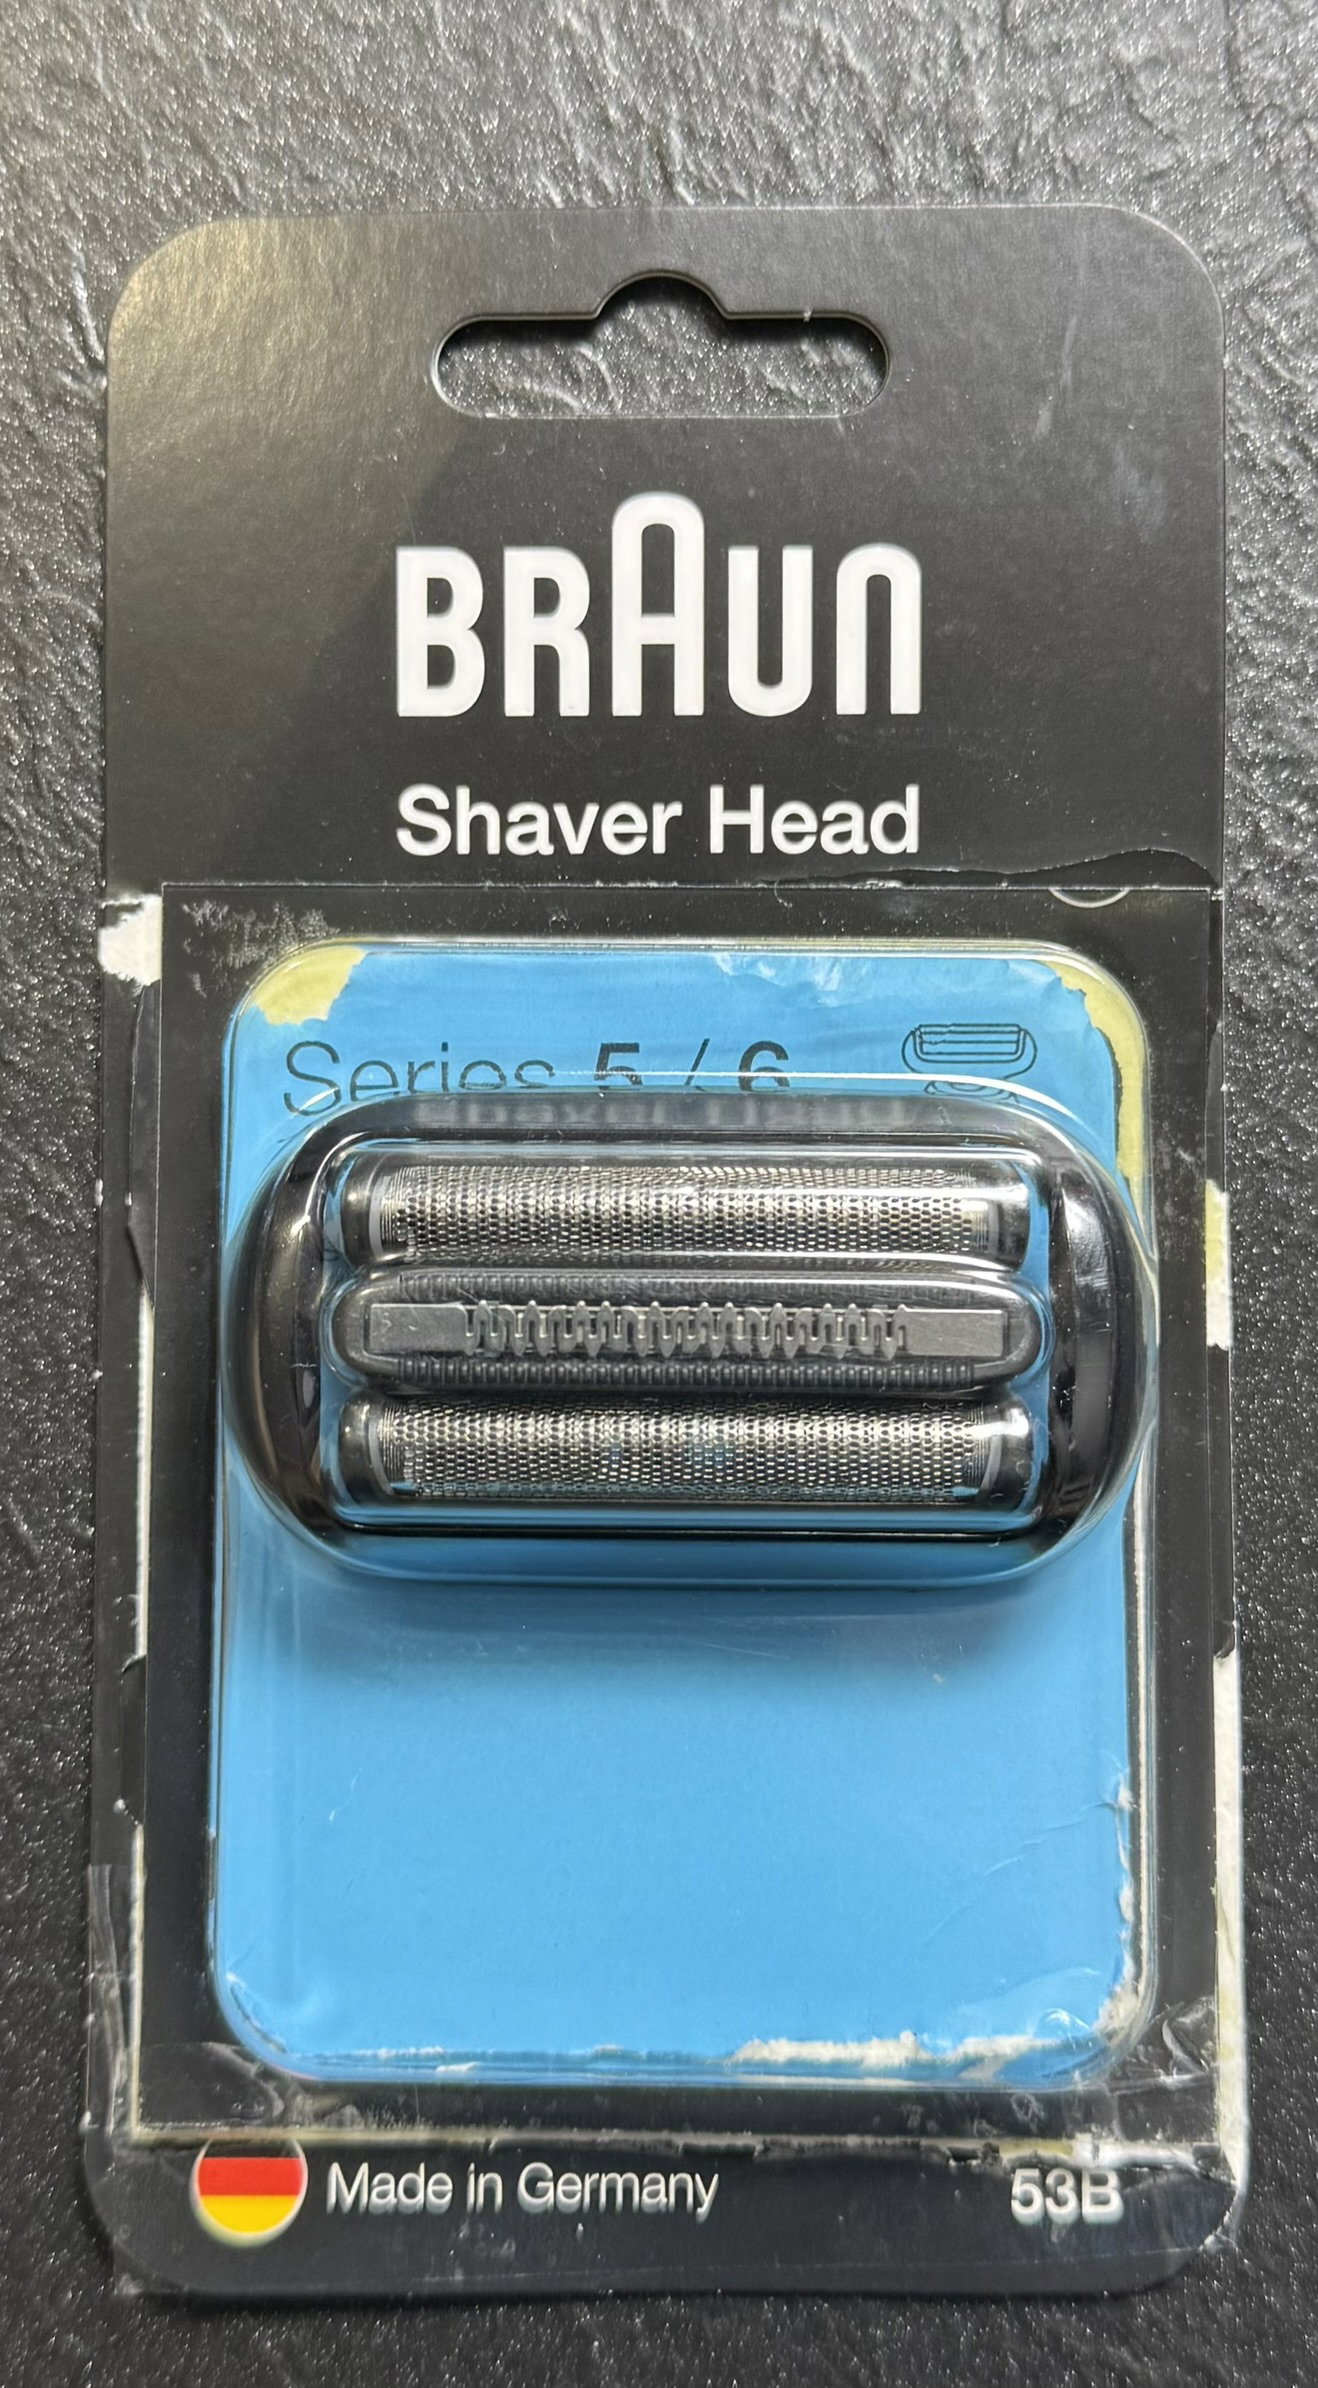 BRAUN
Shaver Head
Series 5 / 6
Made in Germany
53B